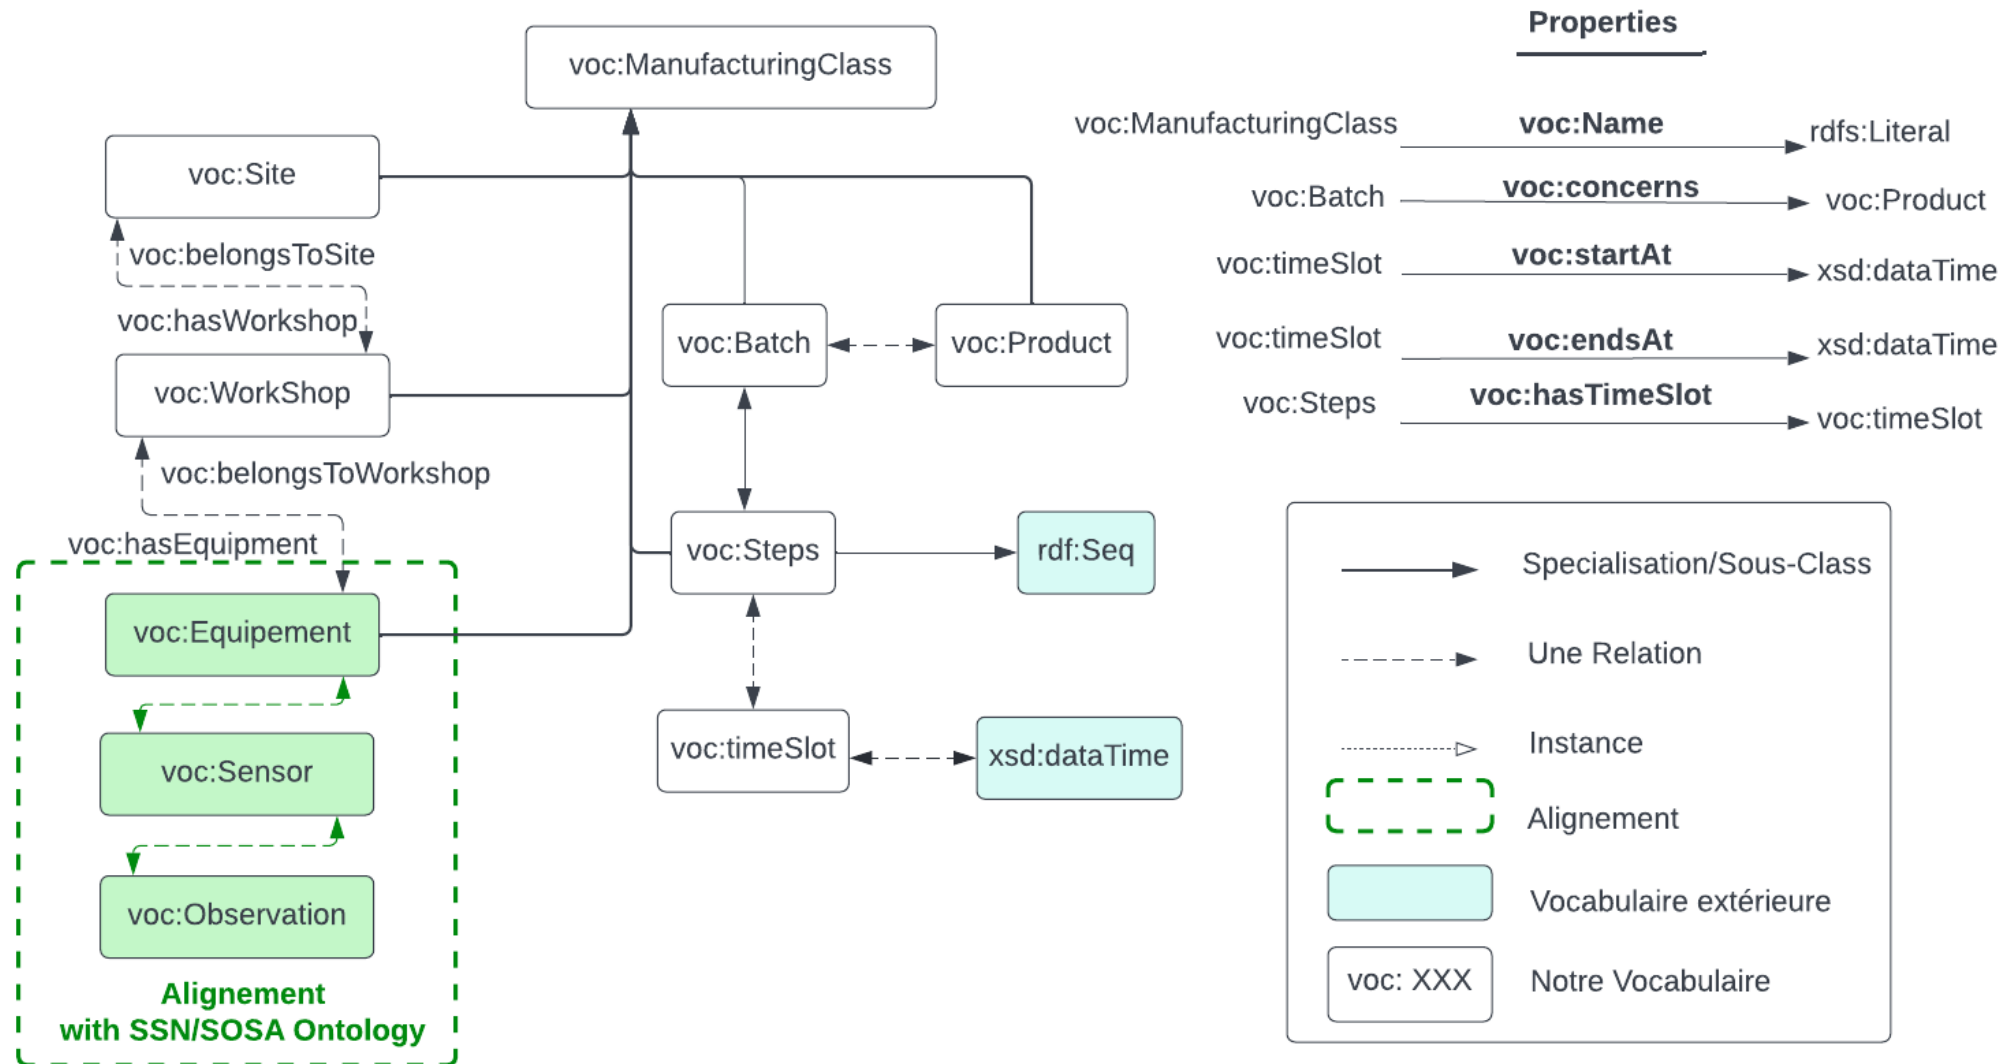 voc:ManufacturingClass
voc:Site
voc:belongsToSite
voc:hasWorkshop
voc:WorkShop
voc:belongsToWorkshop
voc:hasEquipment
voc:Equipement
voc:Sensor
voc:Observation
Alignement
with SSN/SOSA Ontology
voc:Batch
voc:Product
voc:Steps
rdf:Seq
voc:timeSlot
xsd:dataTime
Properties
voc:ManufacturingClass voc:Name rdfs:Literal
voc:Batch voc:concerns voc:Product
voc:timeSlot voc:startAt xsd:dataTime
voc:timeSlot voc:endsAt xsd:dataTime
voc:Steps voc:hasTimeSlot voc:timeSlot
Specialisation/Sous-Class
Une Relation
Instance
Alignement
Vocabulaire extérieure
voc: XXX Notre Vocabulaire